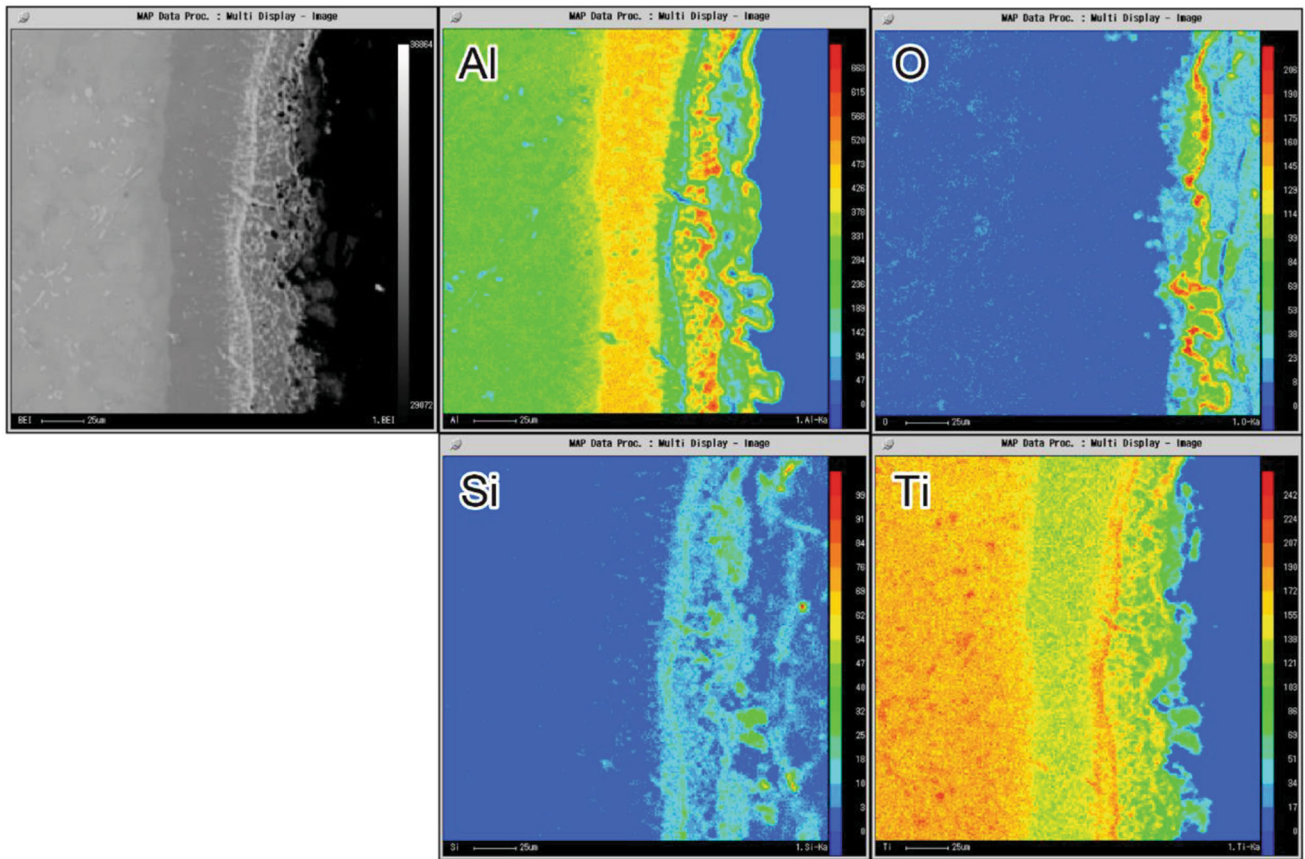 MAP Data Proc. : Multi Display - Image
36864
29072
BEI
25um
1.BEI
MAP Data Proc. : Multi Display - Image
Al
663
615
568
520
473
426
378
331
284
236
189
142
94
47
0
Al
25um
1.Al-Ka
MAP Data Proc. : Multi Display - Image
O
206
190
175
160
145
129
114
99
84
69
53
38
23
8
0
O
25um
1.O-Ka
MAP Data Proc. : Multi Display - Image
Si
99
91
84
76
69
62
54
47
40
32
25
18
10
3
0
Si
25um
1.Si-Ka
MAP Data Proc. : Multi Display - Image
Ti
242
224
207
190
172
155
138
121
103
86
69
51
34
17
0
Ti
25um
1.Ti-Ka